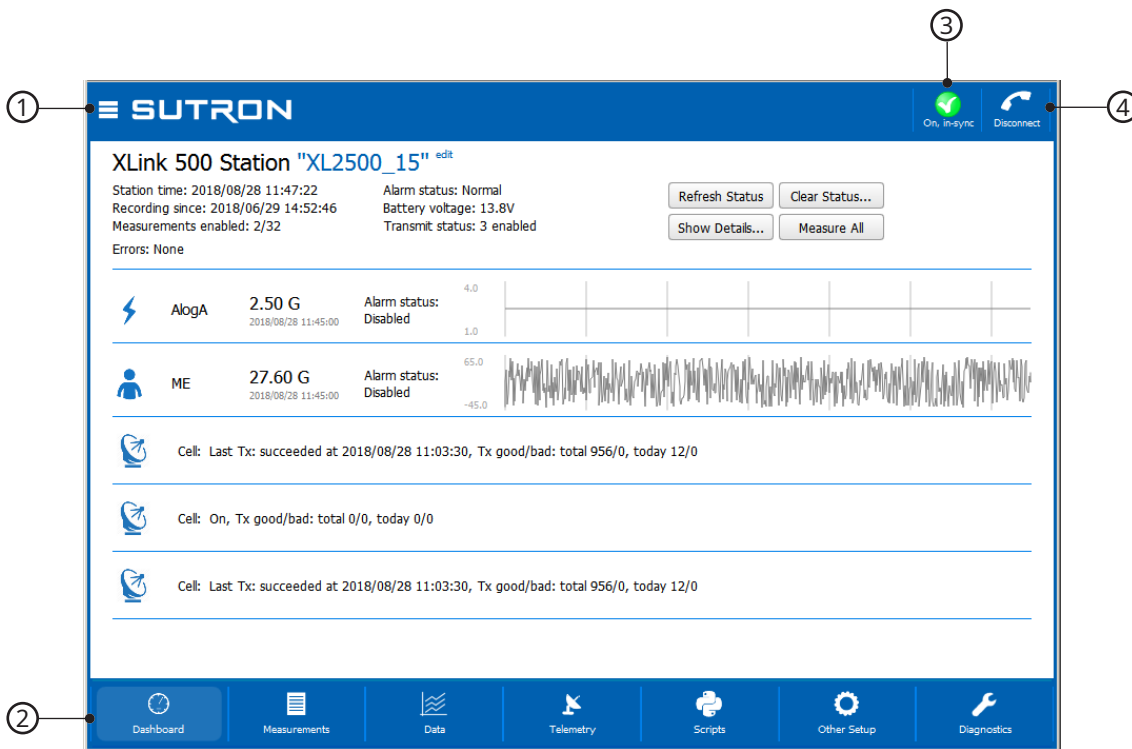 3
1
SUTRON
On, in-sync
Disconnect
4
XLink 500 Station "XL2500_15" edit
Station time: 2018/08/28 11:47:22
Alarm status: Normal
Refresh Status
Clear Status...
Recording since: 2018/06/29 14:52:46
Battery voltage: 13.8V
Measurements enabled: 2/32
Transmit status: 3 enabled
Show Details...
Measure All
Errors: None
AlogA
2.50 G
2018/08/28 11:45:00
Alarm status:
Disabled
4.0
1.0
ME
27.60 G
2018/08/28 11:45:00
Alarm status:
Disabled
65.0
-45.0
Cell: Last Tx: succeeded at 2018/08/28 11:03:30, Tx good/bad: total 956/0, today 12/0
Cell: On, Tx good/bad: total 0/0, today 0/0
Cell: Last Tx: succeeded at 2018/08/28 11:03:30, Tx good/bad: total 956/0, today 12/0
2
Dashboard
Measurements
Data
Telemetry
Scripts
Other Setup
Diagnostics